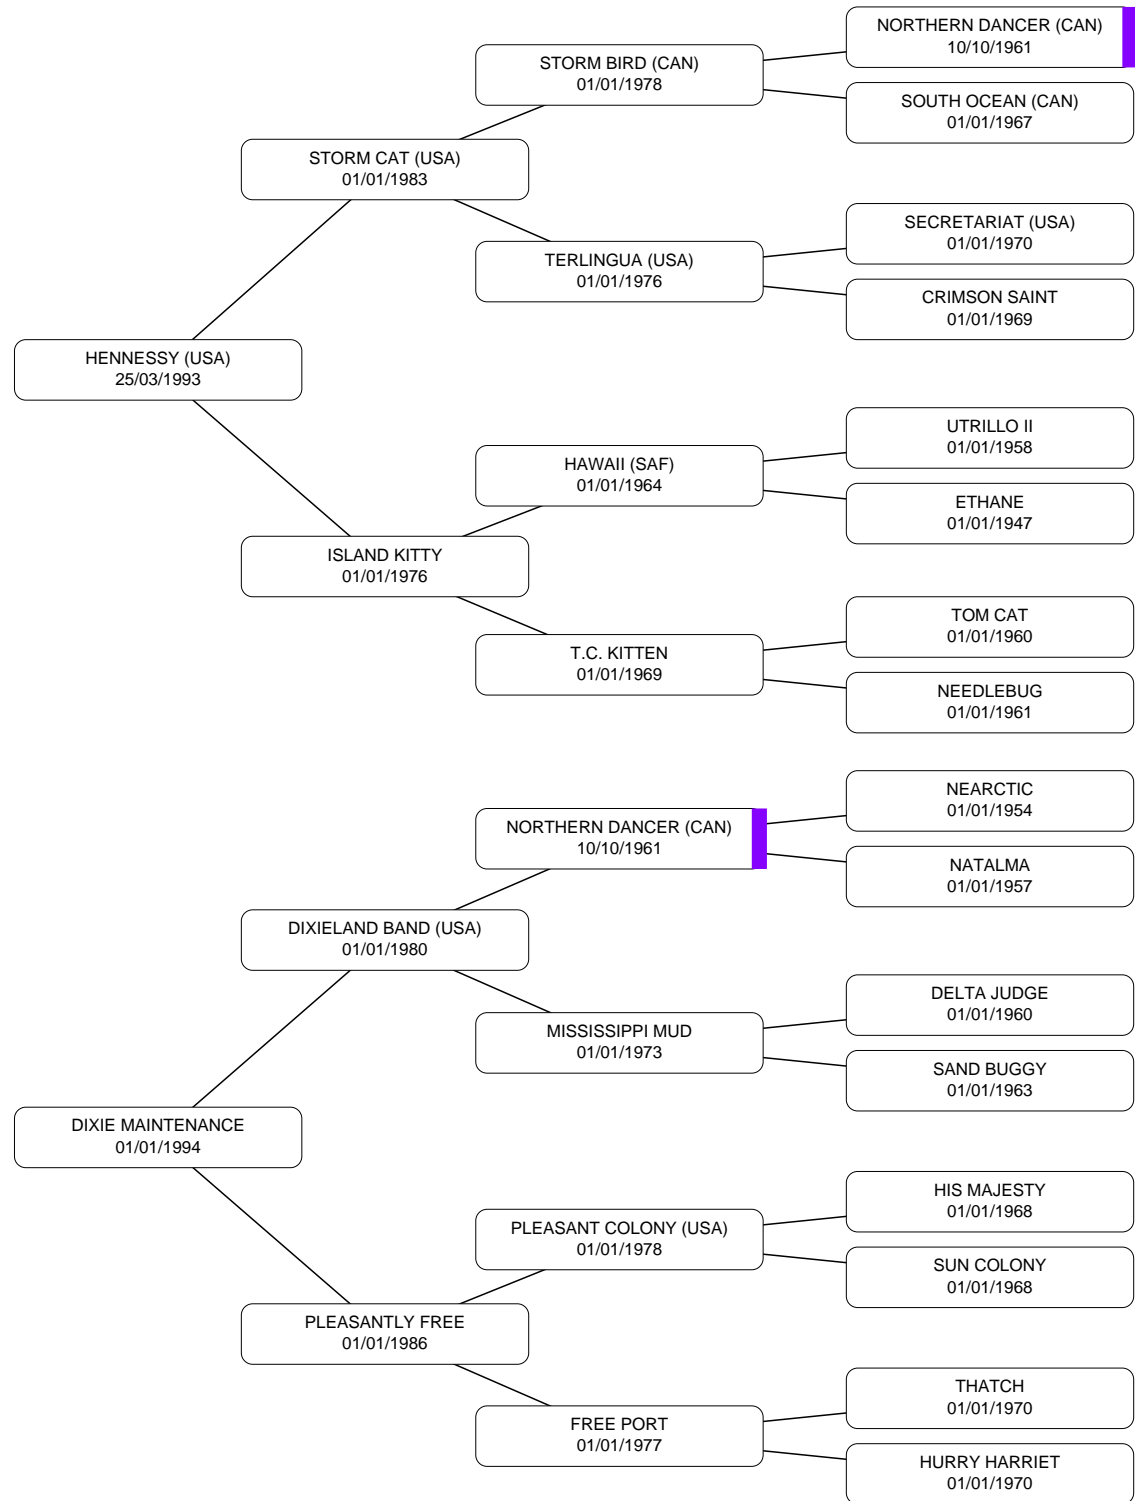 NORTHERN DANCER (CAN)
10/10/1961
STORM BIRD (CAN)
01/01/1978
SOUTH OCEAN (CAN)
01/01/1967
STORM CAT (USA)
01/01/1983
SECRETARIAT (USA)
01/01/1970
TERLINGUA (USA)
01/01/1976
CRIMSON SAINT
01/01/1969
HENNESSY (USA)
25/03/1993
UTRILLO II
01/01/1958
HAWAII (SAF)
01/01/1964
ETHANE
01/01/1947
ISLAND KITTY
01/01/1976
TOM CAT
01/01/1960
T.C. KITTEN
01/01/1969
NEEDLEBUG
01/01/1961
NEARCTIC
01/01/1954
NORTHERN DANCER (CAN)
10/10/1961
NATALMA
01/01/1957
DIXIELAND BAND (USA)
01/01/1980
DELTA JUDGE
01/01/1960
MISSISSIPPI MUD
01/01/1973
SAND BUGGY
01/01/1963
DIXIE MAINTENANCE
01/01/1994
HIS MAJESTY
01/01/1968
PLEASANT COLONY (USA)
01/01/1978
SUN COLONY
01/01/1968
PLEASANTLY FREE
01/01/1986
THATCH
01/01/1970
FREE PORT
01/01/1977
HURRY HARRIET
01/01/1970